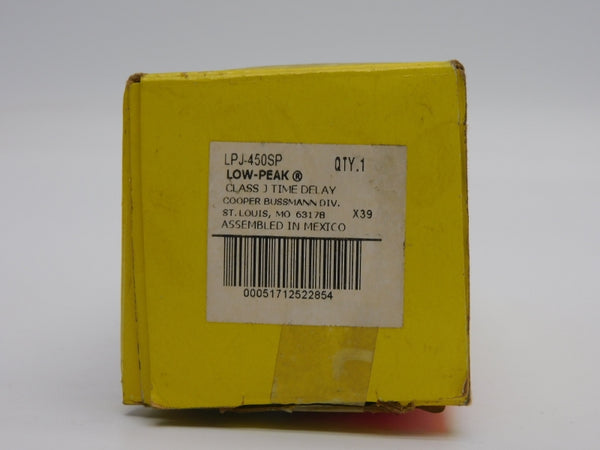 LPJ-450SP QTY.1
LOW-PEAK ®
CLASS J TIME DELAY
COOPER BUSSMANN DIV.
ST. LOUIS, MO 63178 X39
ASSEMBLED IN MEXICO
00051712522854